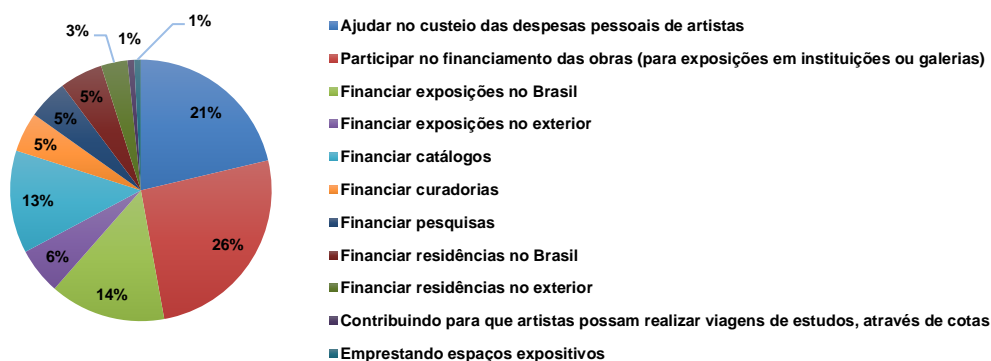 1%
3%
1%
5%
21%
5%
5%
13%
26%
6%
14%
Ajudar no custeio das despesas pessoais de artistas
Participar no financiamento das obras (para exposições em instituições ou galerias)
Financiar exposições no Brasil
Financiar exposições no exterior
Financiar catálogos
Financiar curadorias
Financiar pesquisas
Financiar residências no Brasil
Financiar residências no exterior
Contribuindo para que artistas possam realizar viagens de estudos, através de cotas
Emprestando espaços expositivos